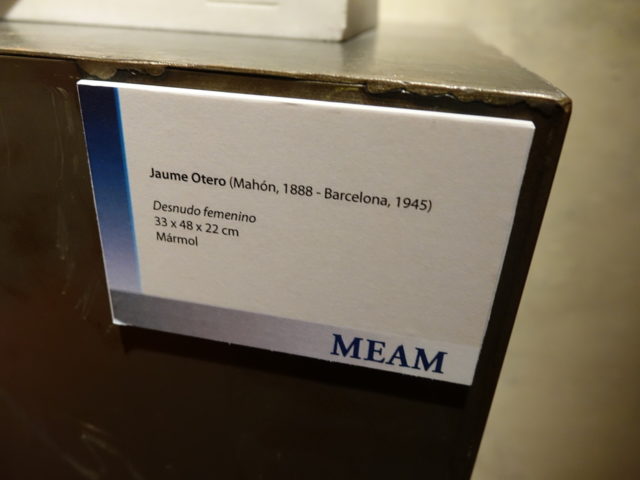 Jaume Otero (Mahón, 1888 - Barcelona, 1945)
Desnudo femenino
33 x 48 x 22 cm
Mármol
MEAM